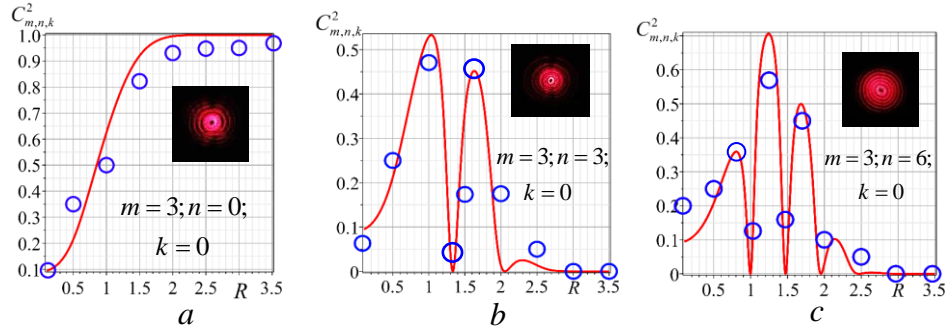 C²ₘ,ₙ,ₖ
1.0
0.9
0.8
0.7
0.6
0.5
0.4
0.3
0.2
0.1
m = 3; n = 0;
k = 0
0.5 1 1.5 2 2.5 R 3.5
a
C²ₘ,ₙ,ₖ
0.5
0.4
0.3
0.2
0.1
0
m = 3; n = 3;
k = 0
0.5 1 1.5 2 2.5 R 3.5
b
C²ₘ,ₙ,ₖ
0.6
0.5
0.4
0.3
0.1
0
m = 3; n = 6;
k = 0
0.5 1 1.5 2 2.5 R 3.5
c